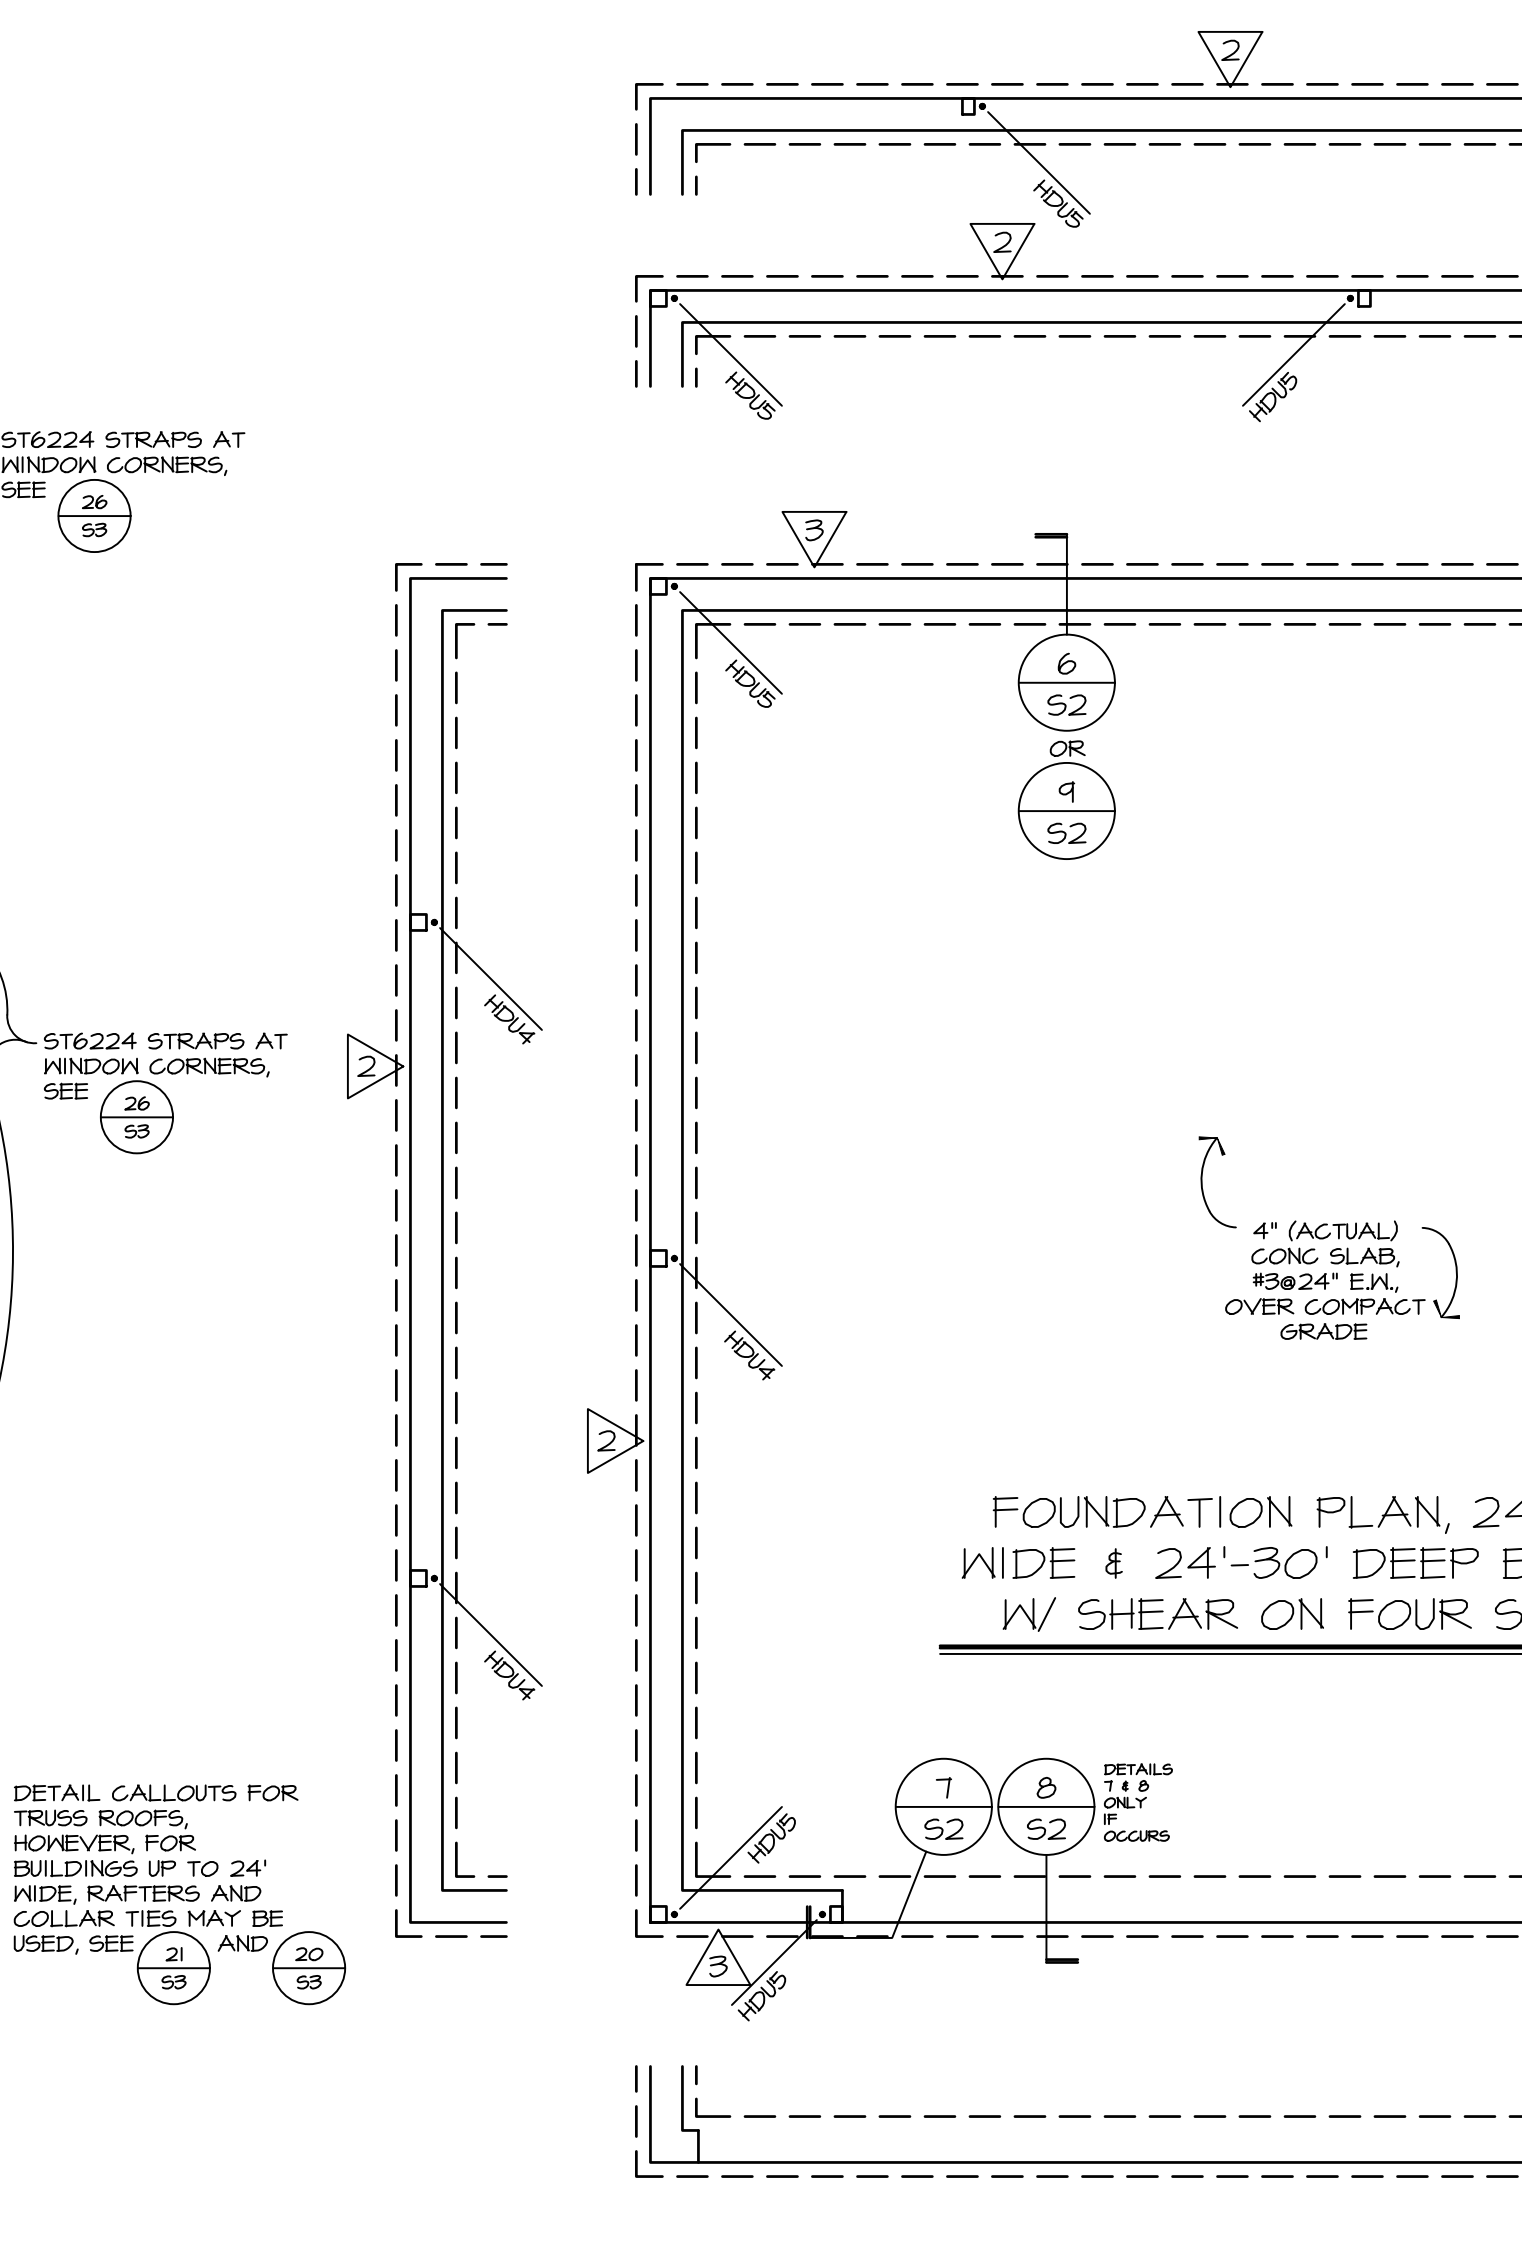 2
HDU5
2
HDU5
HDU5
ST6224 STRAPS AT
WINDOW CORNERS,
SEE
26
S3
3
HDU5
6
S2
OR
9
S2
HDU4
ST6224 STRAPS AT
WINDOW CORNERS,
SEE
26
S3
2
4" (ACTUAL)
CONC SLAB,
#3@24" E.W.,
OVER COMPACT
GRADE
HDU4
2
FOUNDATION PLAN, 24
WIDE & 24'-30' DEEP
W/ SHEAR ON FOUR S
HDU4
DETAIL CALLOUTS FOR
TRUSS ROOFS,
HOWEVER, FOR
BUILDINGS UP TO 24'
WIDE, RAFTERS AND
COLLAR TIES MAY BE
USED, SEE 21 S3 AND 20 S3
7
S2
8
S2
DETAILS
7 & 8
ONLY
IF
OCCURS
HDU5
3
HDU5